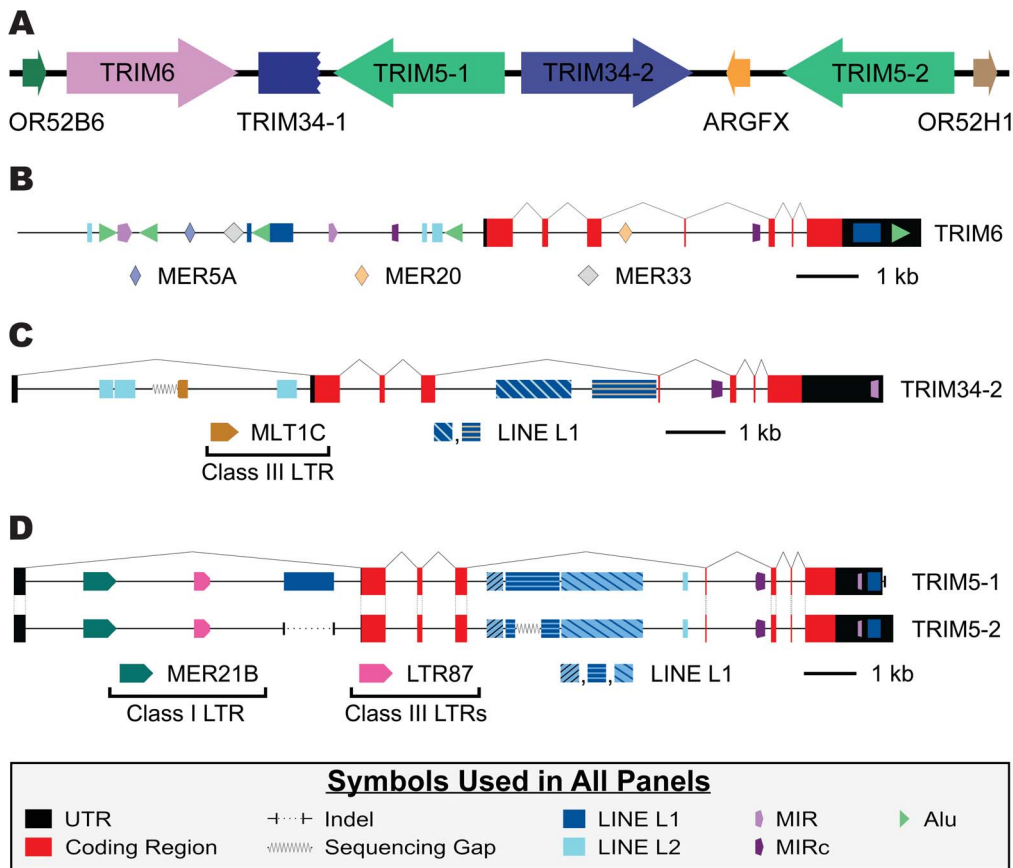 A
TRIM6
TRIM5-1
TRIM34-2
TRIM5-2
OR52B6
TRIM34-1
ARGFX
OR52H1
B
TRIM6
MER5A
MER20
MER33
1 kb
C
TRIM34-2
MLT1C
, LINE L1
1 kb
Class III LTR
D
TRIM5-1
TRIM5-2
MER21B
LTR87
, , LINE L1
1 kb
Class I LTR
Class III LTRs
Symbols Used in All Panels
UTR
Indel
LINE L1
MIR
Alu
Coding Region
Sequencing Gap
LINE L2
MIRc